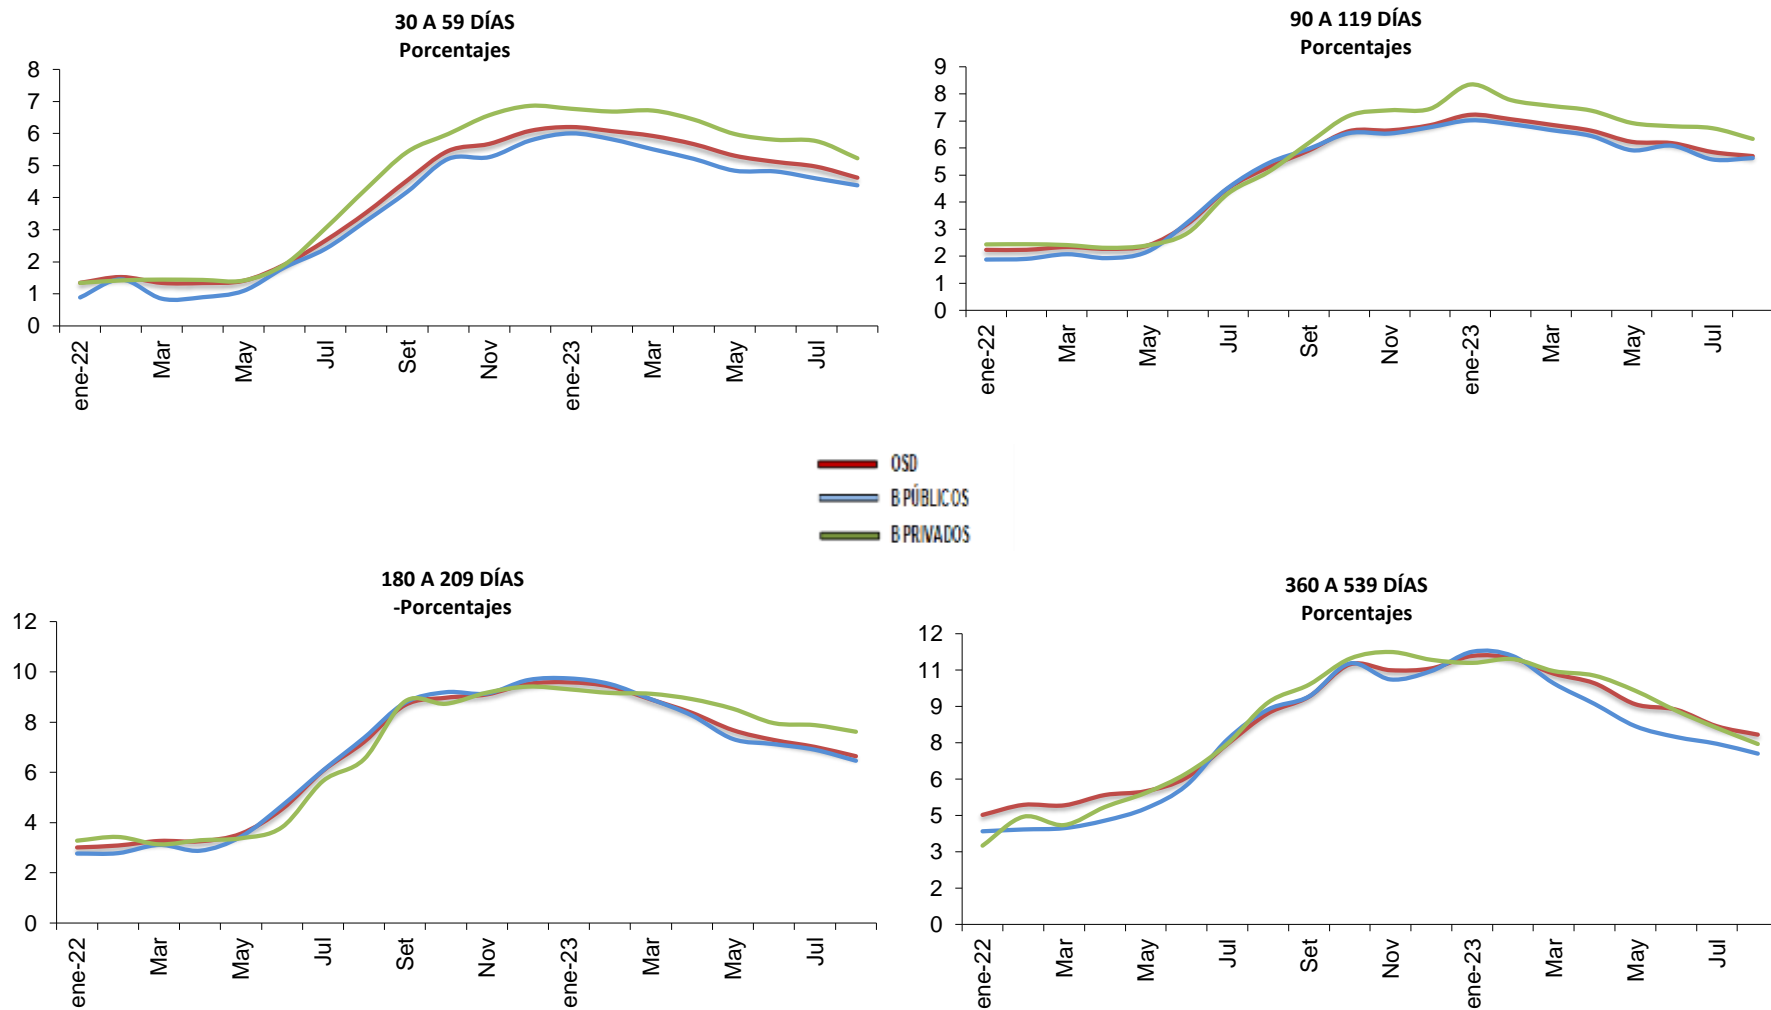 30 A 59 DÍAS
Porcentajes
8
7
6
5
4
3
2
1
0
ene-22
Mar
May
Jul
Set
Nov
ene-23
Mar
May
Jul
90 A 119 DÍAS
Porcentajes
9
8
7
6
5
4
3
2
1
0
ene-22
Mar
May
Jul
Set
Nov
ene-23
Mar
May
Jul
OSD
B PÚBLICOS
B PRIVADOS
180 A 209 DÍAS
-Porcentajes
12
10
8
6
4
2
0
ene-22
Mar
May
Jul
Set
Nov
ene-23
Mar
May
Jul
360 A 539 DÍAS
Porcentajes
12
11
9
8
6
5
3
2
0
ene-22
Mar
May
Jul
Set
Nov
ene-23
Mar
May
Jul